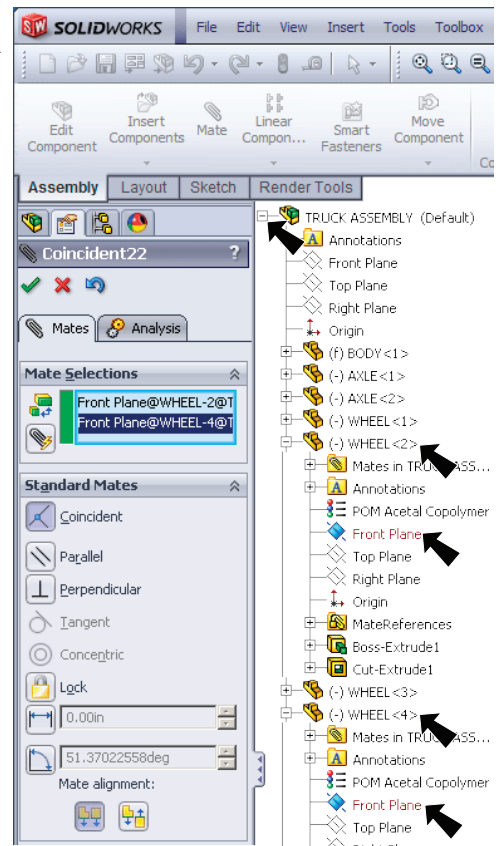 SW SOLIDWORKS File Edit View Insert Tools Toolbox
Edit Component
Insert Components
Mate
Linear Compon...
Smart Fasteners
Move Component
Co
Assembly Layout Sketch Render Tools
Coincident22 ?
Mates Analysis
Mate Selections
Front Plane@WHEEL-2@T
Front Plane@WHEEL-4@T
Standard Mates
Coincident
Parallel
Perpendicular
Tangent
Concentric
Lock
0.00in
51.37022558deg
Mate alignment:
TRUCK ASSEMBLY (Default)
A Annotations
Front Plane
Top Plane
Right Plane
Origin
(f) BODY<1>
(-) AXLE<1>
(-) AXLE<2>
(-) WHEEL<1>
(-) WHEEL<2>
Mates in TRUCK ASS...
A Annotations
POM Acetal Copolymer
Front Plane
Top Plane
Right Plane
Origin
MateReferences
Boss-Extrude1
Cut-Extrude1
(-) WHEEL<3>
(-) WHEEL<4>
Mates in TRUCK ASS...
A Annotations
POM Acetal Copolymer
Front Plane
Top Plane